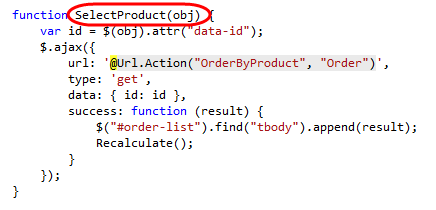 function SelectProduct(obj) {
var id = $(obj).attr("data-id");
$.ajax({
url: '@Url.Action("OrderByProduct", "Order")',
type: 'get',
data: { id: id },
success: function (result) {
$("#order-list").find("tbody").append(result);
Recalculate();
}
});
}